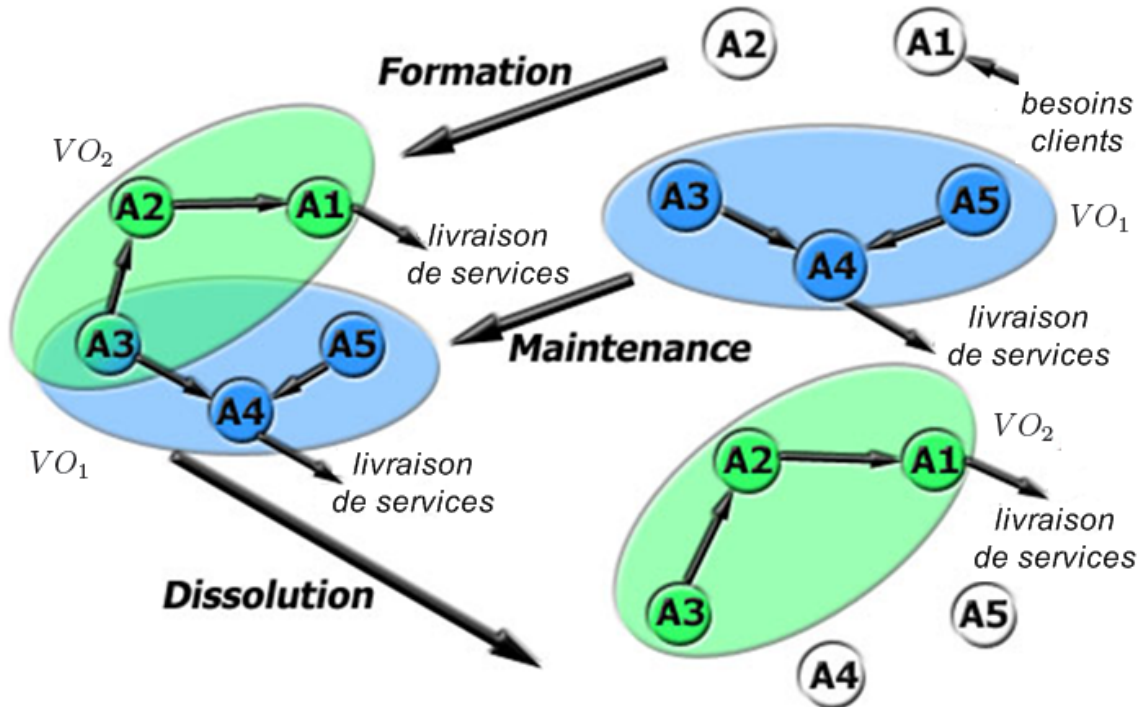 A2
A1
Formation
besoins
clients
VO₂
A2
A1
A3
A5
VO₁
livraison
de services
A4
A3
A5
A4
Maintenance
livraison
de services
VO₁
livraison
de services
A2
A1
VO₂
livraison
de services
Dissolution
A3
A5
A4